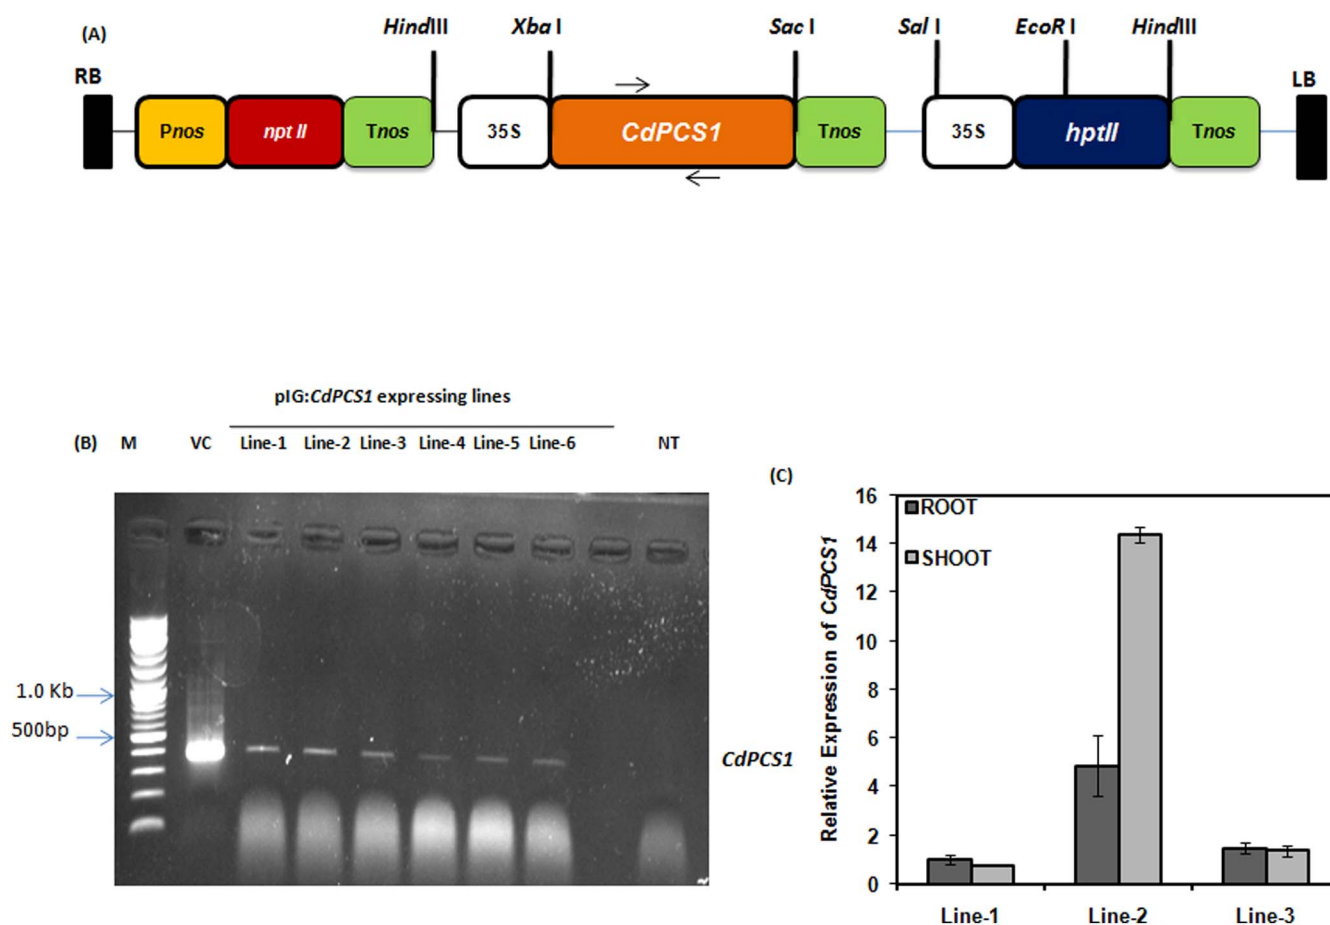 (A)
HindIII
Xba I
Sac I
Sal I
EcoR I
HindIII
RB
LB
Pnos
npt II
Tnos
35S
CdPCS1
Tnos
35S
hptII
Tnos
pIG:CdPCS1 expressing lines
(B)
M
VC
Line-1
Line-2
Line-3
Line-4
Line-5
Line-6
NT
1.0 Kb
500bp
CdPCS1
(C)
Relative Expression of CdPCS1
16
14
12
10
8
6
4
2
0
ROOT
SHOOT
Line-1
Line-2
Line-3